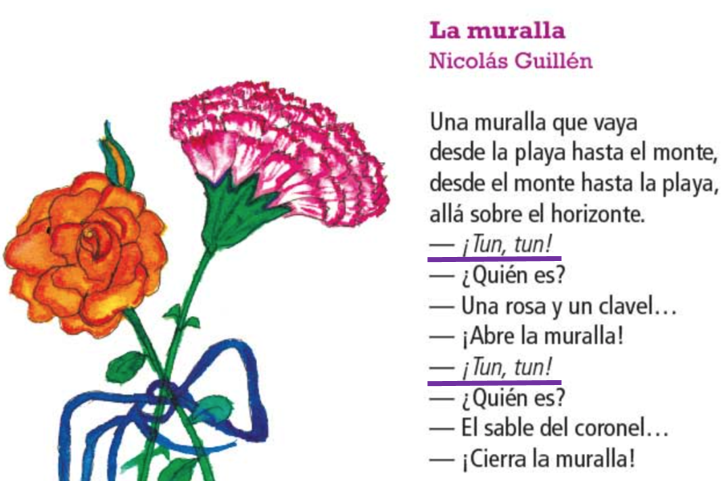 La muralla
Nicolás Guillén
Una muralla que vaya
desde la playa hasta el monte,
desde el monte hasta la playa,
allá sobre el horizonte.
— ¡Tun, tun!
— ¿Quién es?
— Una rosa y un clavel…
— ¡Abre la muralla!
— ¡Tun, tun!
— ¿Quién es?
— El sable del coronel…
— ¡Cierra la muralla!